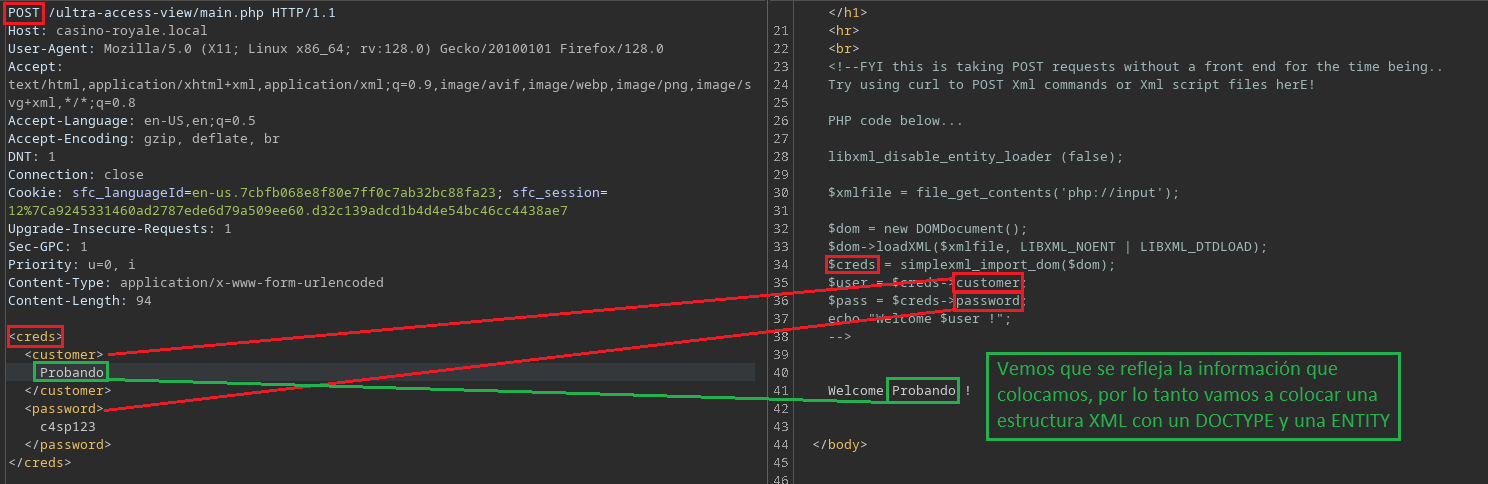 POST /ultra-access-view/main.php HTTP/1.1
Host: casino-royale.local
User-Agent: Mozilla/5.0 (X11; Linux x86_64; rv:128.0) Gecko/20100101 Firefox/128.0
Accept:
text/html,application/xhtml+xml,application/xml;q=0.9,image/avif,image/webp,image/png,image/s
vg+xml,*/*;q=0.8
Accept-Language: en-US,en;q=0.5
Accept-Encoding: gzip, deflate, br
DNT: 1
Connection: close
Cookie: sfc_languageId=en-us.7cbfb068e8f80e7ff0c7ab32bc88fa23; sfc_session=
12%7Ca9245331460ad2787ede6d79a509ee60.d32c139adcd1b4d4e54bc46cc4438ae7
Upgrade-Insecure-Requests: 1
Sec-GPC: 1
Priority: u=0, i
Content-Type: application/x-www-form-urlencoded
Content-Length: 94
<creds>
<customer>
Probando
</customer>
<password>
c4sp123
</password>
</creds>
</h1>
21 <hr>
22 <br>
23 <!--FYI this is taking POST requests without a front end for the time being..
24 Try using curl to POST Xml commands or Xml script files herE!
25
26 PHP code below...
27
28 libxml_disable_entity_loader (false);
29
30 $xmlfile = file_get_contents('php://input');
31
32 $dom = new DOMDocument();
33 $dom->loadXML($xmlfile, LIBXML_NOENT | LIBXML_DTDLOAD);
34 $creds = simplexml_import_dom($dom);
35 $user = $creds->customer;
36 $pass = $creds->password;
37 echo "Welcome $user !";
38 -->
39
40
41 Welcome Probando !
42
43
44 </body>
45
46
Vemos que se refleja la información que
colocamos, por lo tanto vamos a colocar una
estructura XML con un DOCTYPE y una ENTITY